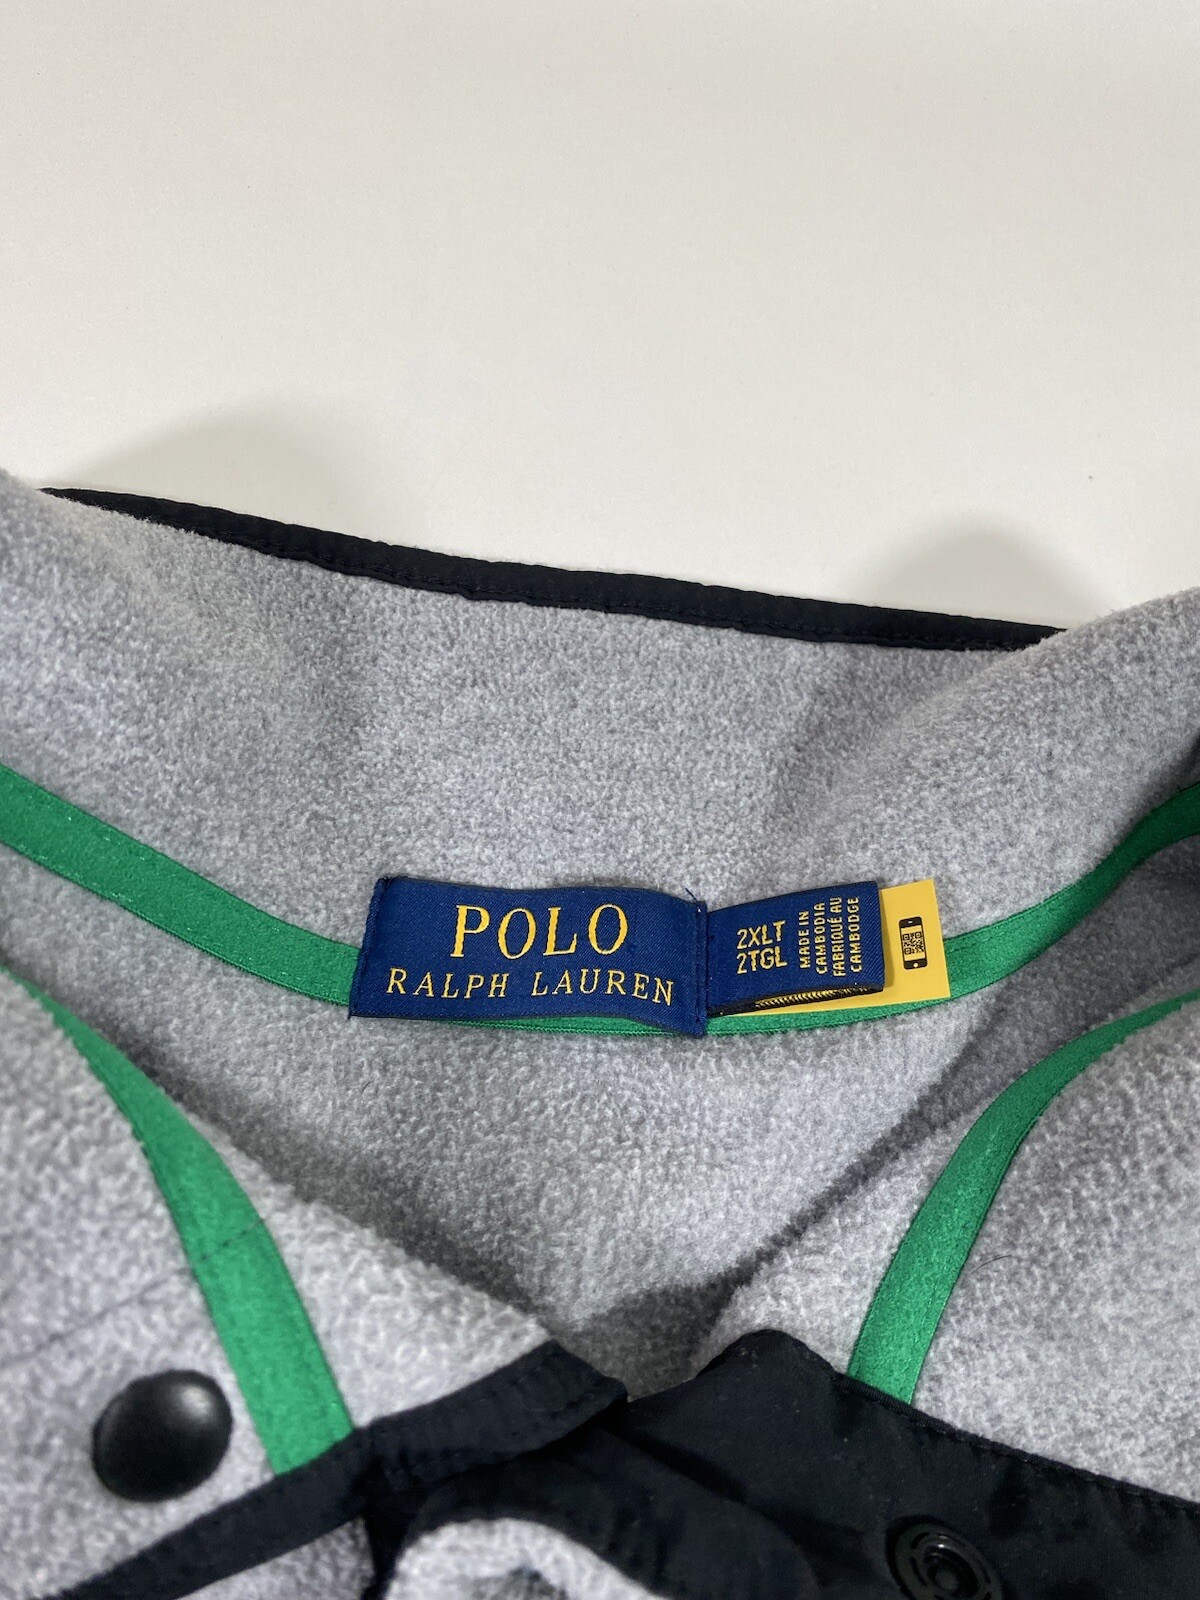 POLO
RALPH LAUREN
2XLT
2TGL
MADE IN
CAMBODIA
FABRIQUÉ AU
CAMBODGE